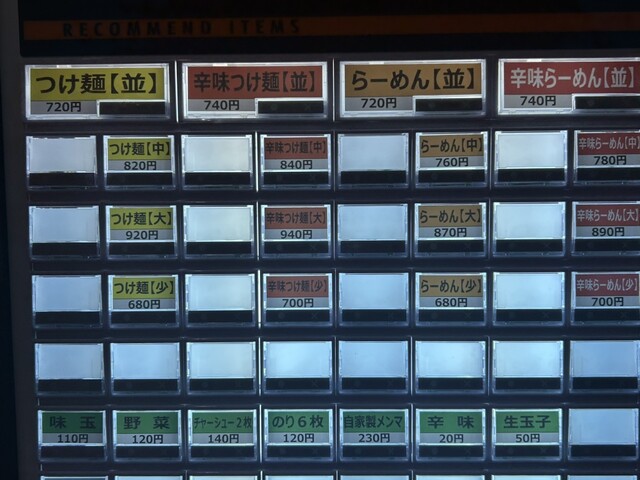 RECOMMEND ITEMS
つけ麺【並】 辛味つけ麺【並】 らーめん【並】 辛味らーめん【並】
720円 740円 720円 740円
つけ麺【中】 辛味つけ麺【中】 らーめん【中】 辛味らーめん【中】
820円 840円 760円 780円
つけ麺【大】 辛味つけ麺【大】 らーめん【大】 辛味らーめん【大】
920円 940円 870円 890円
つけ麺【少】 辛味つけ麺【少】 らーめん【少】 辛味らーめん【少】
680円 700円 680円 700円
味玉 野菜 チャーシュー2枚 のり6枚 自家製メンマ 辛味 生玉子
110円 120円 140円 120円 230円 20円 50円